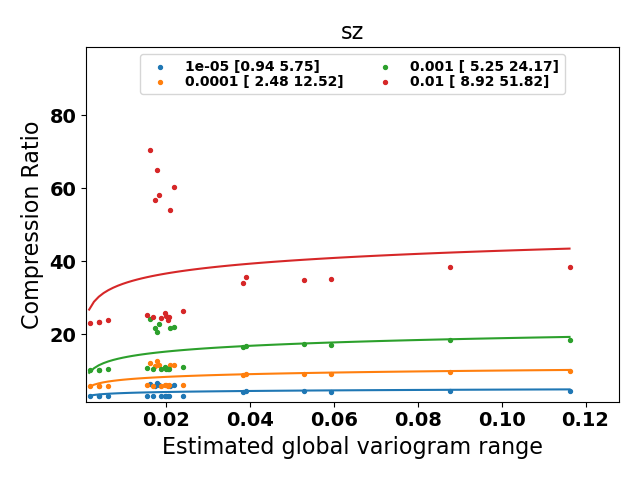 sz
1e-05 [0.94 5.75]
0.0001 [ 2.48 12.52]
0.001 [ 5.25 24.17]
0.01 [ 8.92 51.82]
Compression Ratio
80
60
40
20
0.02 0.04 0.06 0.08 0.10 0.12
Estimated global variogram range